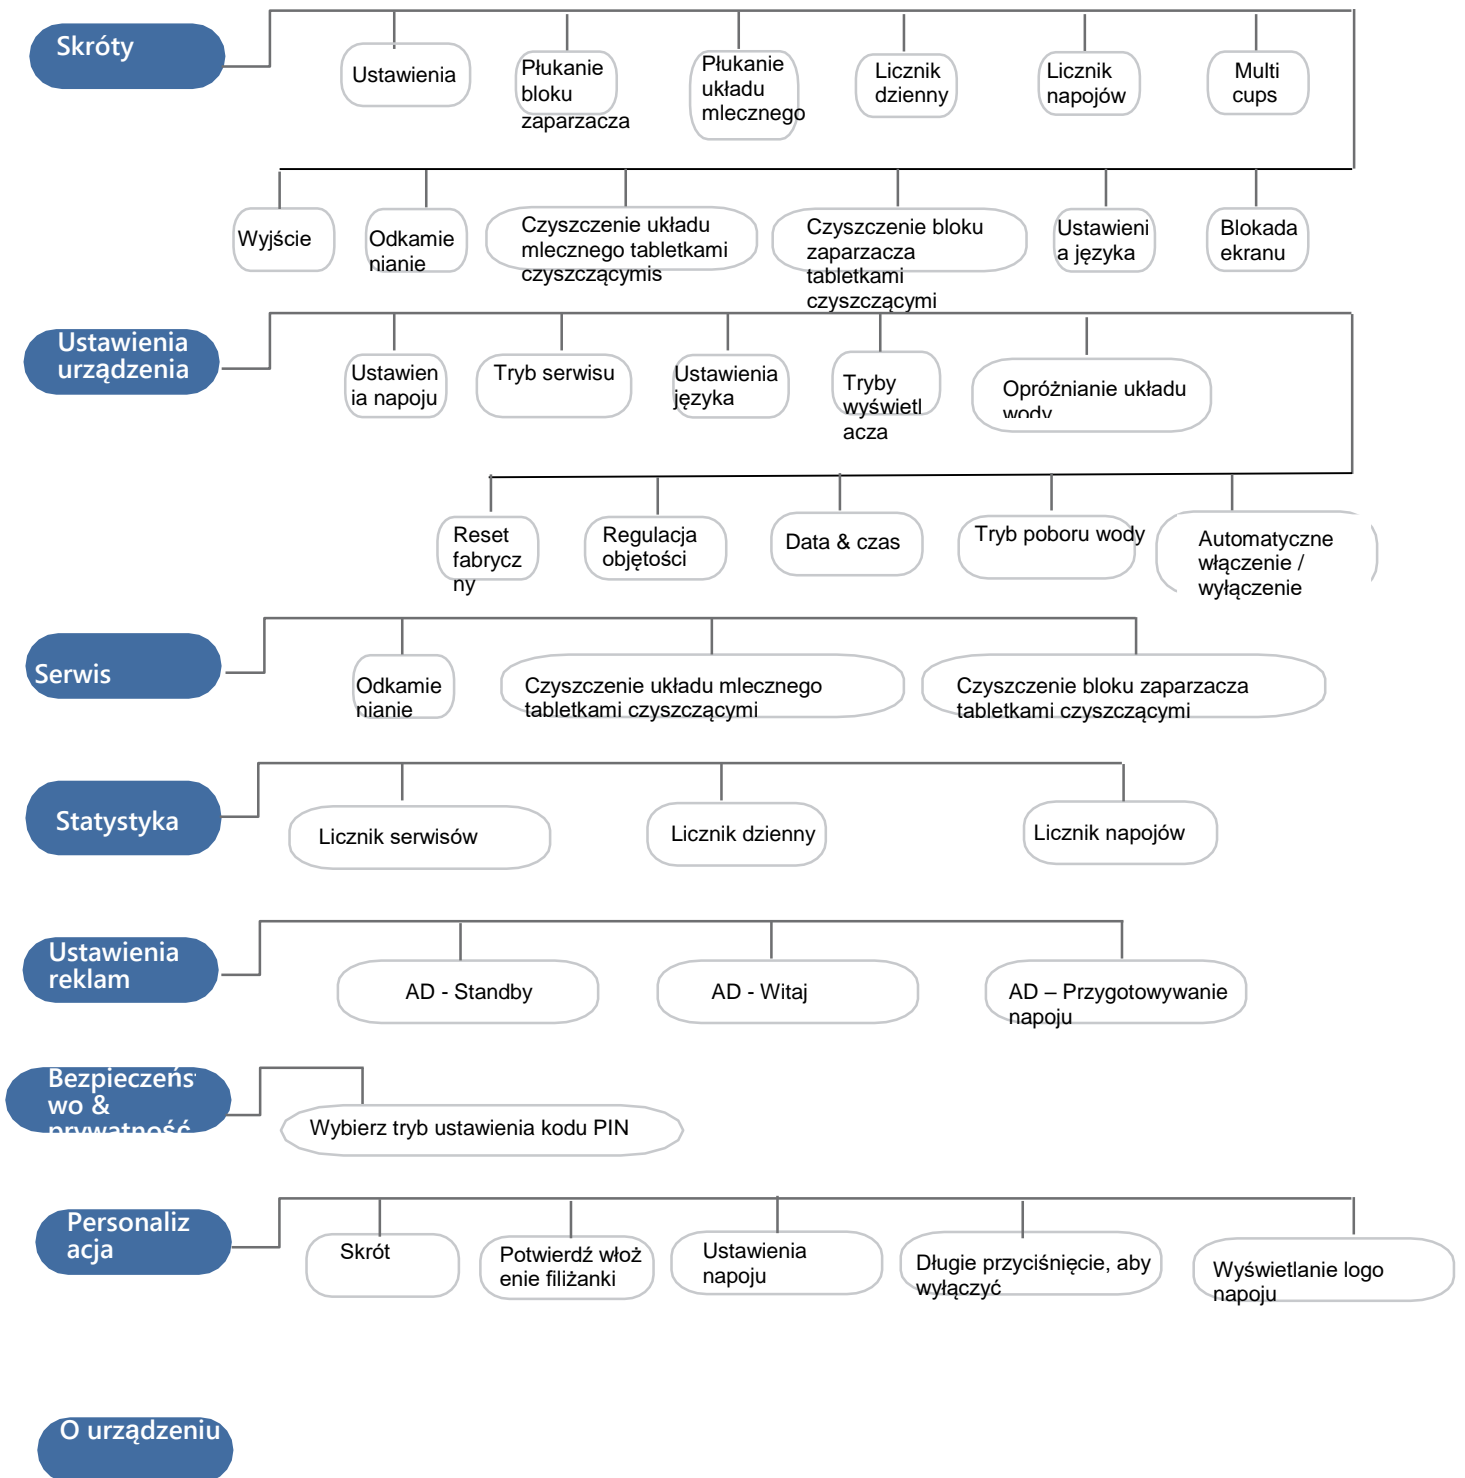 Skróty
Ustawienia
Płukanie
bloku
zaparzacza
Płukanie
układu
mlecznego
Licznik
dzienny
Licznik
napojów
Multi
cups
Wyjście
Odkamie
nianie
Czyszczenie układu
mlecznego tabletkami
czyszczącymis
Czyszczenie bloku
zaparzacza
tabletkami
czyszczącymi
Ustawieni
a języka
Blokada
ekranu
Ustawienia
urządzenia
Ustawien
ia napoju
Tryb serwisu
Ustawienia
języka
Tryby
wyświetl
acza
Opróżnianie układu
wody
Reset
fabrycz
ny
Regulacja
objętości
Data & czas
Tryb poboru wody
Automatyczne
włączenie /
wyłączenie
Serwis
Odkamie
nianie
Czyszczenie układu mlecznego
tabletkami czyszczącymi
Czyszczenie bloku zaparzacza
tabletkami czyszczącymi
Statystyka
Licznik serwisów
Licznik dzienny
Licznik napojów
Ustawienia
reklam
AD - Standby
AD - Witaj
AD – Przygotowywanie
napoju
Bezpieczeńst
wo &
prywatność
Wybierz tryb ustawienia kodu PIN
Personaliz
acja
Skrót
Potwierdź włoż
enie filiżanki
Ustawienia
napoju
Długie przyciśnięcie, aby
wyłączyć
Wyświetlanie logo
napoju
O urządzeniu